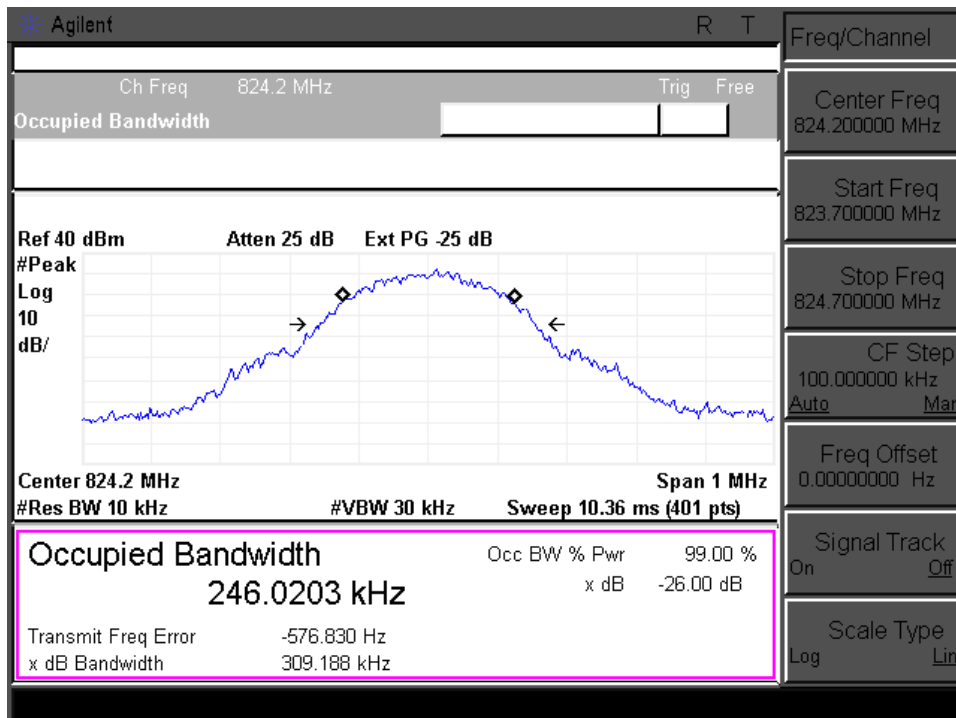 Agilent R T
Ch Freq 824.2 MHz Trig Free
Occupied Bandwidth
Ref 40 dBm Atten 25 dB Ext PG -25 dB
#Peak
Log
10
dB/
Center 824.2 MHz Span 1 MHz
#Res BW 10 kHz #VBW 30 kHz Sweep 10.36 ms (401 pts)
Occupied Bandwidth
246.0203 kHz
Occ BW % Pwr 99.00 %
x dB -26.00 dB
Transmit Freq Error -576.830 Hz
x dB Bandwidth 309.188 kHz
Freq/Channel
Center Freq
824.200000 MHz
Start Freq
823.700000 MHz
Stop Freq
824.700000 MHz
CF Step
100.000000 kHz
Auto Man
Freq Offset
0.00000000 Hz
Signal Track
On Off
Scale Type
Log Lin